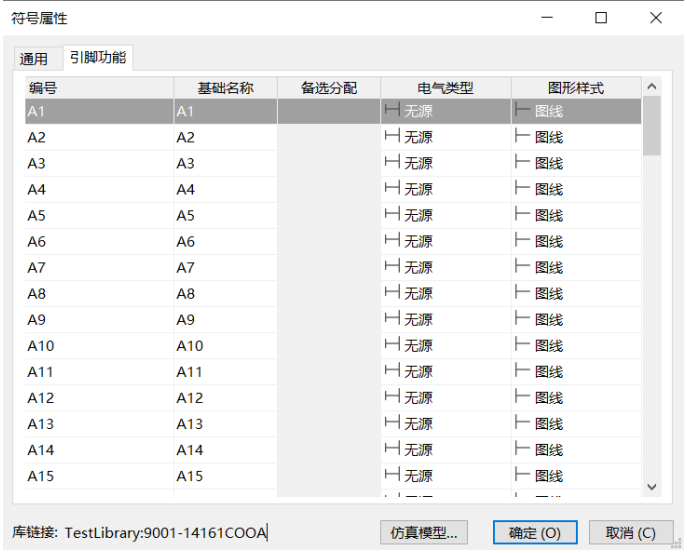 符号属性
通用 引脚功能
编号 基础名称 备选分配 电气类型 图形样式
A1 A1 无源 图线
A2 A2 无源 图线
A3 A3 无源 图线
A4 A4 无源 图线
A5 A5 无源 图线
A6 A6 无源 图线
A7 A7 无源 图线
A8 A8 无源 图线
A9 A9 无源 图线
A10 A10 无源 图线
A11 A11 无源 图线
A12 A12 无源 图线
A13 A13 无源 图线
A14 A14 无源 图线
A15 A15 无源 图线
库链接: TestLibrary:9001-14161COOA 仿真模型... 确定 (O) 取消 (C)